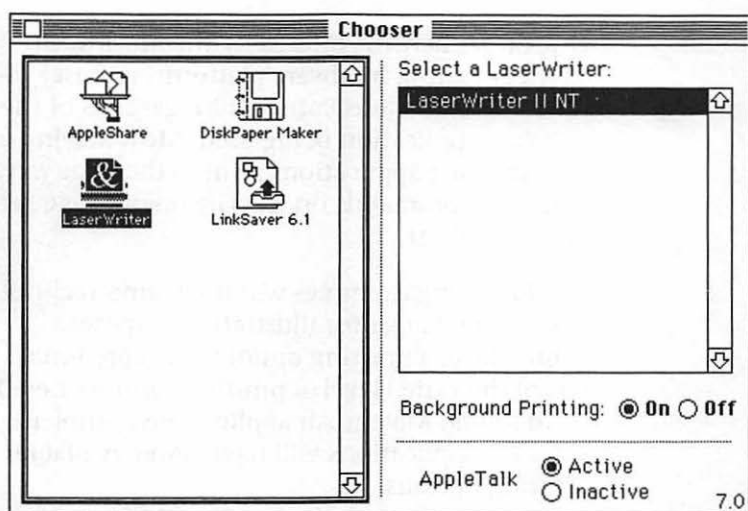 Chooser
AppleShare
DiskPaper Maker
LaserWriter
LinkSaver 6.1
Select a LaserWriter:
LaserWriter II NT
Background Printing: On Off
AppleTalk
Active
Inactive
7.0